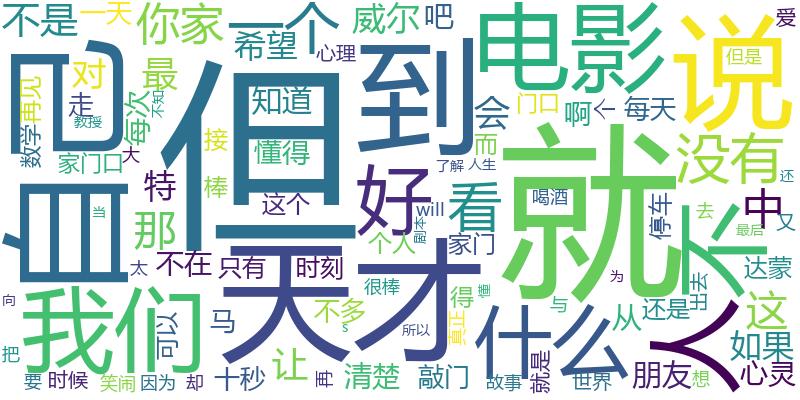 不是
一天
你家
一个
希望
心理
威尔
吧
电影
说
爱
但是
自己
再见
对
走
教授
最
每次
不知
但
知道
到
会
门口
啊
个
每天
数学
家门口
大
接
棒
懂得
好
看
而
了解
人生
就
没有
还
特
那
当
这个
will
个人
副本
家门
喝酒
停车
不
中
去
又
最后
太
不在
只有
时刻
天才
很棒
得
懂
与
为
出去
达蒙
向
我们
可以
马
不多
s
所以
真正
什么
从
还是
人
这
如果
把
要
时候
笑闹
因为
却
十秒
让
再
清楚
敲门
故事
就是
世界
朋友
想
心灵